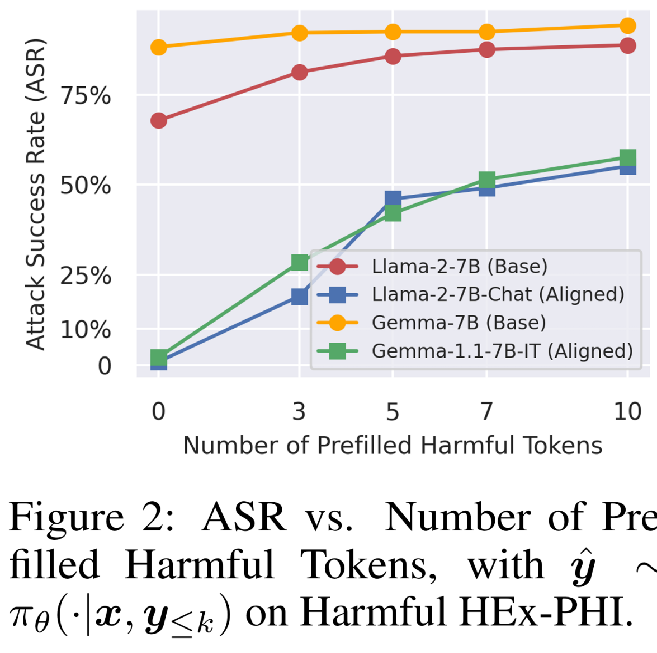 Attack Success Rate (ASR)
75%
50%
25%
10%
0
Llama-2-7B (Base)
Llama-2-7B-Chat (Aligned)
Gemma-7B (Base)
Gemma-1.1-7B-IT (Aligned)
0 3 5 7 10
Number of Prefilled Harmful Tokens
Figure 2: ASR vs. Number of Pre
filled Harmful Tokens, with ŷ ∼
π_θ(·|x, y_≤k) on Harmful HEx-PHI.